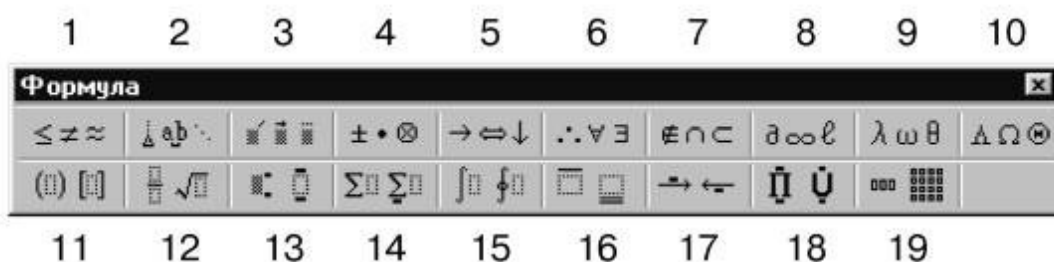 1 2 3 4 5 6 7 8 9 10
Формула
≤ ≠ ≈ a͟b ⋱ ± • ⊗ → ⇔ ↓ ∴ ∀ ∃ ∉ ∩ ⊂ ∂ ∞ ℓ λ ω θ Λ Ω Θ
(▯) [▯] √▯ Σ▯ Σ▯ ∫▯ ∮▯ → ← Π Ụ
11 12 13 14 15 16 17 18 19